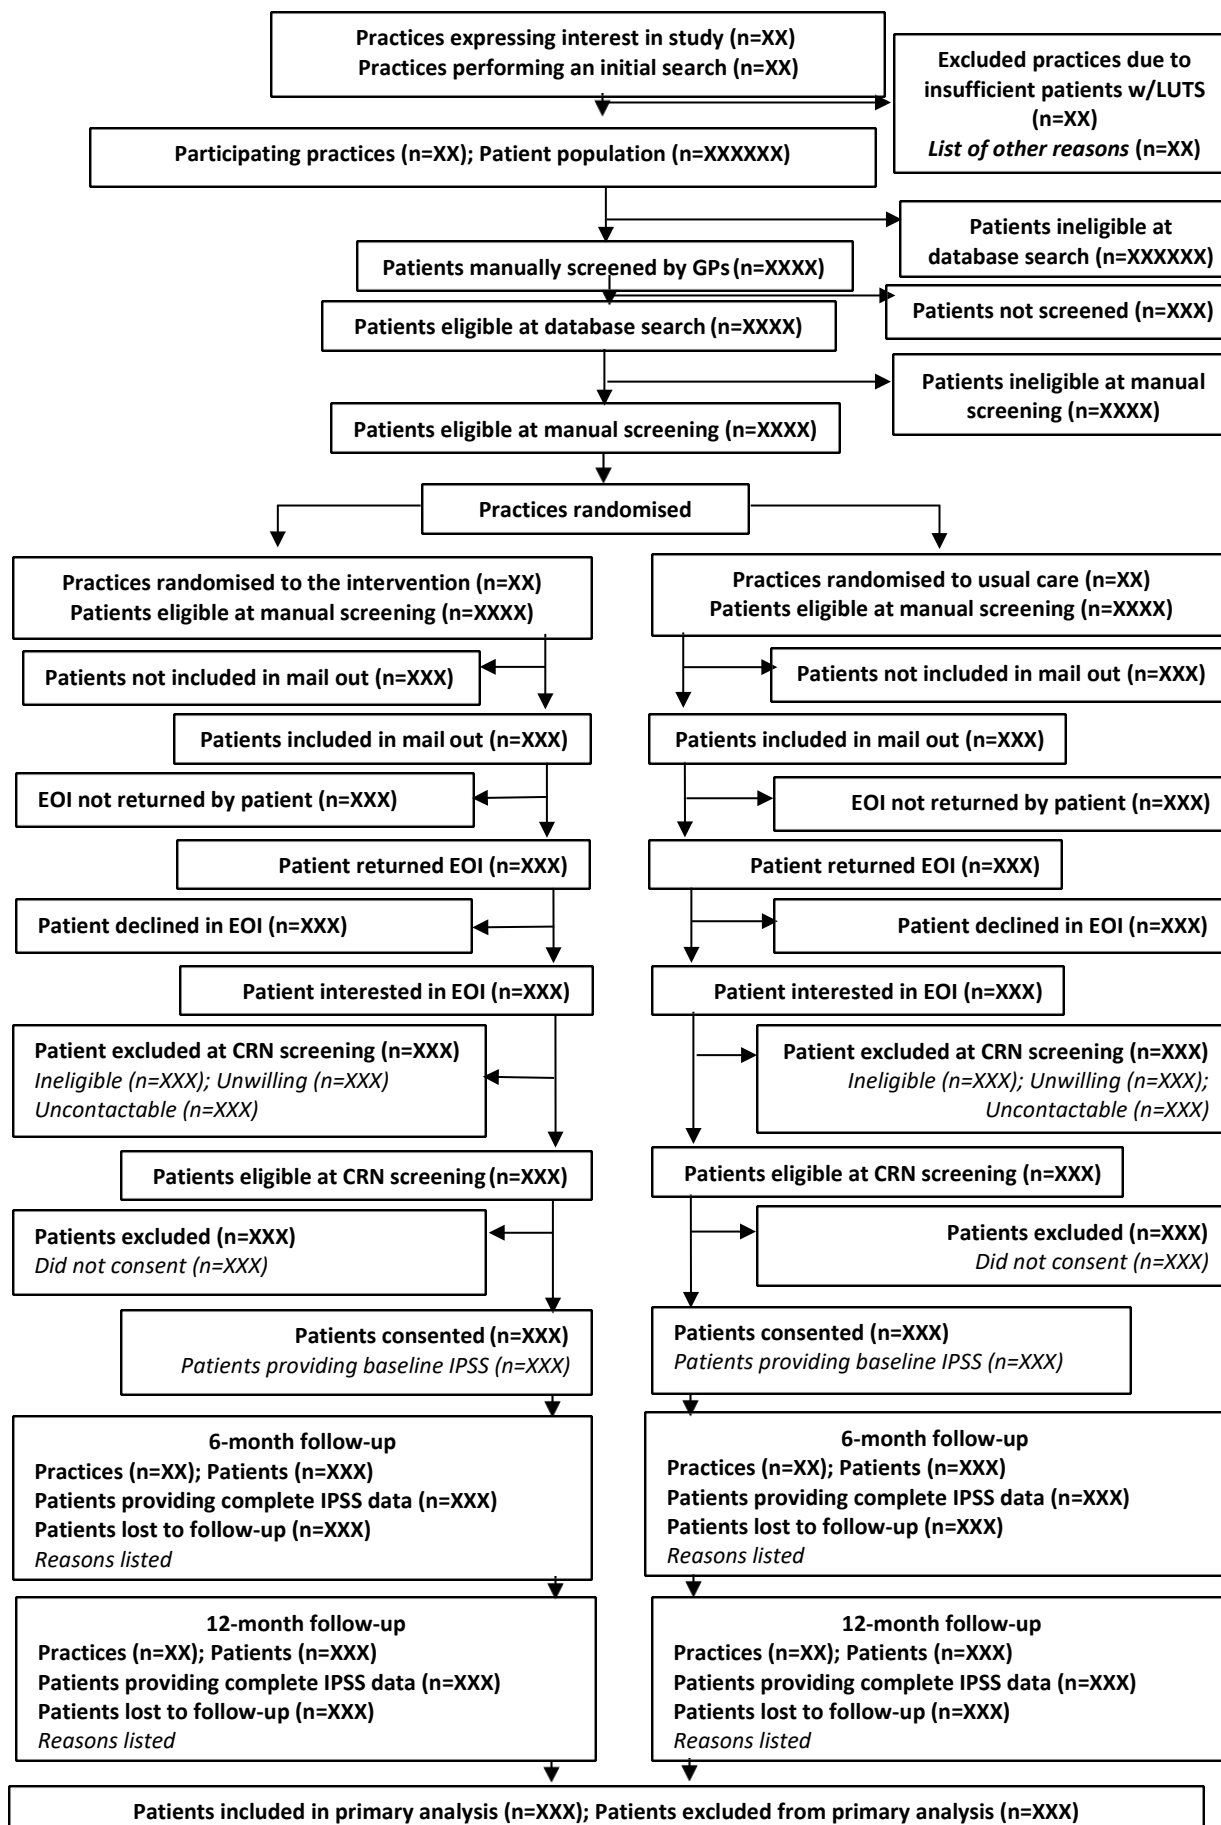 Practices expressing interest in study (n=XX)
Practices performing an initial search (n=XX)
Excluded practices due to
insufficient patients w/LUTS
(n=XX)
List of other reasons (n=XX)
Participating practices (n=XX); Patient population (n=XXXXXX)
Patients ineligible at
database search (n=XXXXXX)
Patients manually screened by GPs (n=XXXX)
Patients not screened (n=XXX)
Patients eligible at database search (n=XXXX)
Patients ineligible at manual
screening (n=XXXX)
Patients eligible at manual screening (n=XXXX)
Practices randomised
Practices randomised to the intervention (n=XX)
Patients eligible at manual screening (n=XXXX)
Practices randomised to usual care (n=XX)
Patients eligible at manual screening (n=XXXX)
Patients not included in mail out (n=XXX)
Patients not included in mail out (n=XXX)
Patients included in mail out (n=XXX)
Patients included in mail out (n=XXX)
EOI not returned by patient (n=XXX)
EOI not returned by patient (n=XXX)
Patient returned EOI (n=XXX)
Patient returned EOI (n=XXX)
Patient declined in EOI (n=XXX)
Patient declined in EOI (n=XXX)
Patient interested in EOI (n=XXX)
Patient interested in EOI (n=XXX)
Patient excluded at CRN screening (n=XXX)
Ineligible (n=XXX); Unwilling (n=XXX)
Uncontactable (n=XXX)
Patient excluded at CRN screening (n=XXX)
Ineligible (n=XXX); Unwilling (n=XXX);
Uncontactable (n=XXX)
Patients eligible at CRN screening (n=XXX)
Patients eligible at CRN screening (n=XXX)
Patients excluded (n=XXX)
Did not consent (n=XXX)
Patients excluded (n=XXX)
Did not consent (n=XXX)
Patients consented (n=XXX)
Patients providing baseline IPSS (n=XXX)
Patients consented (n=XXX)
Patients providing baseline IPSS (n=XXX)
6-month follow-up
Practices (n=XX); Patients (n=XXX)
Patients providing complete IPSS data (n=XXX)
Patients lost to follow-up (n=XXX)
Reasons listed
6-month follow-up
Practices (n=XX); Patients (n=XXX)
Patients providing complete IPSS data (n=XXX)
Patients lost to follow-up (n=XXX)
Reasons listed
12-month follow-up
Practices (n=XX); Patients (n=XXX)
Patients providing complete IPSS data (n=XXX)
Patients lost to follow-up (n=XXX)
Reasons listed
12-month follow-up
Practices (n=XX); Patients (n=XXX)
Patients providing complete IPSS data (n=XXX)
Patients lost to follow-up (n=XXX)
Reasons listed
Patients included in primary analysis (n=XXX); Patients excluded from primary analysis (n=XXX)